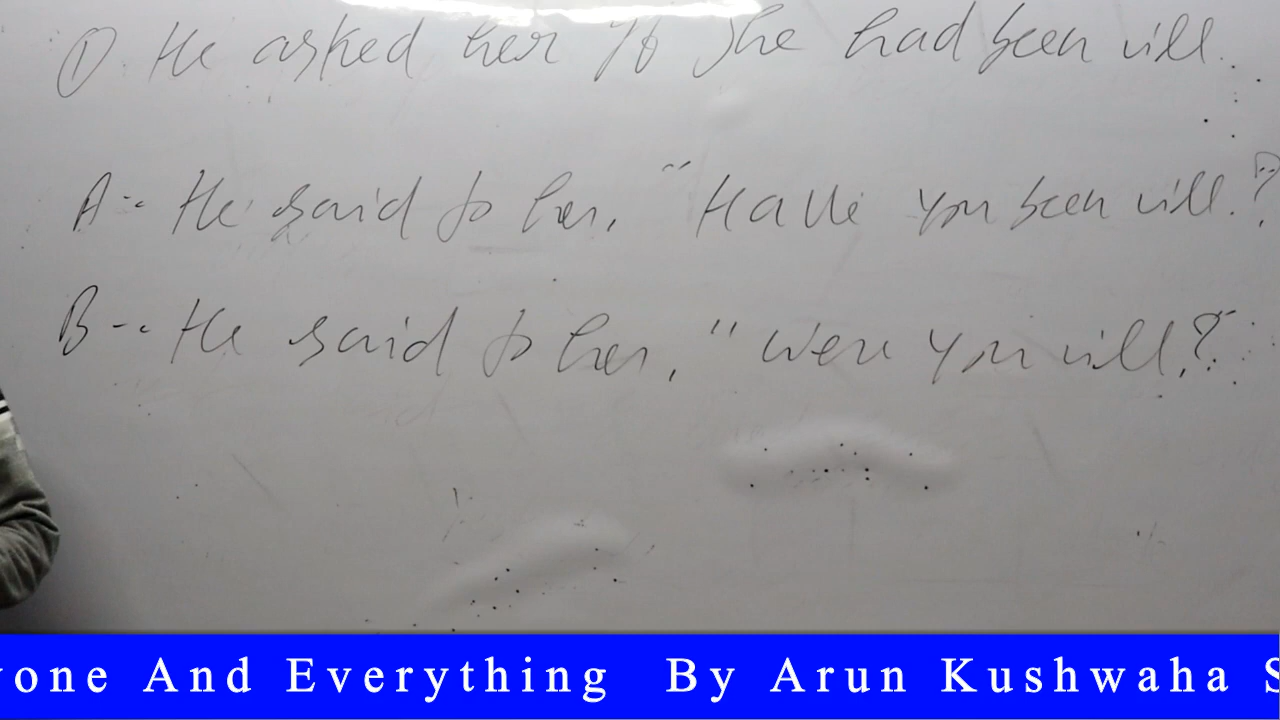 ① He asked her if she had been ill.
A-: He said to her, "Have you been ill.?"
B-: He said to her, "Were you ill,?"
yone And Everything By Arun Kushwaha S